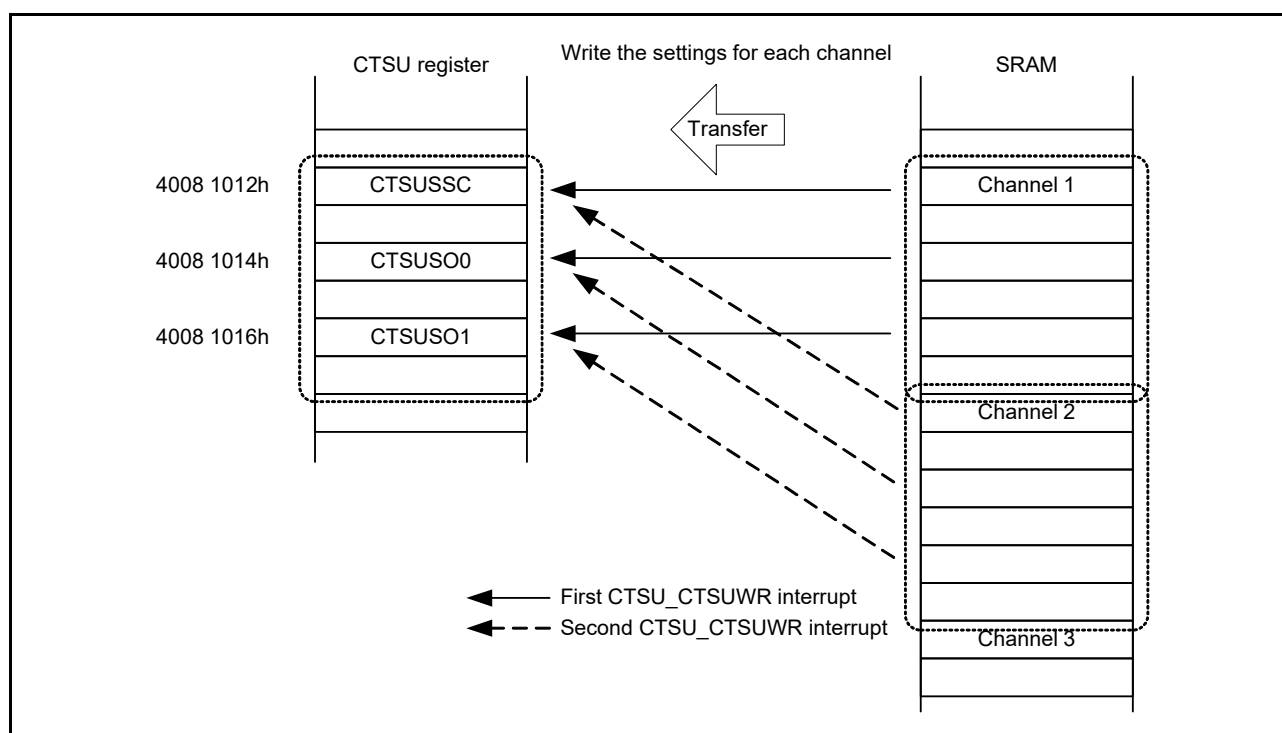 Write the settings for each channel
CTSU register
SRAM
Transfer
4008 1012h
CTSUSSC
Channel 1
4008 1014h
CTSUSO0
4008 1016h
CTSUSO1
Channel 2
First CTSU_CTSUWR interrupt
Second CTSU_CTSUWR interrupt
Channel 3